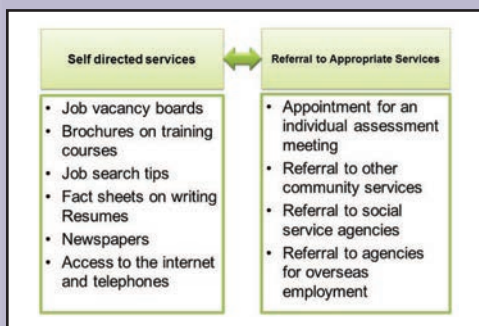 Self directed services
Referral to Appropriate Services
• Job vacancy boards
• Brochures on training
courses
• Job search tips
• Fact sheets on writing
Resumes
• Newspapers
• Access to the internet
and telephones
• Appointment for an
individual assessment
meeting
• Referral to other
community services
• Referral to social
service agencies
• Referral to agencies
for overseas
employment